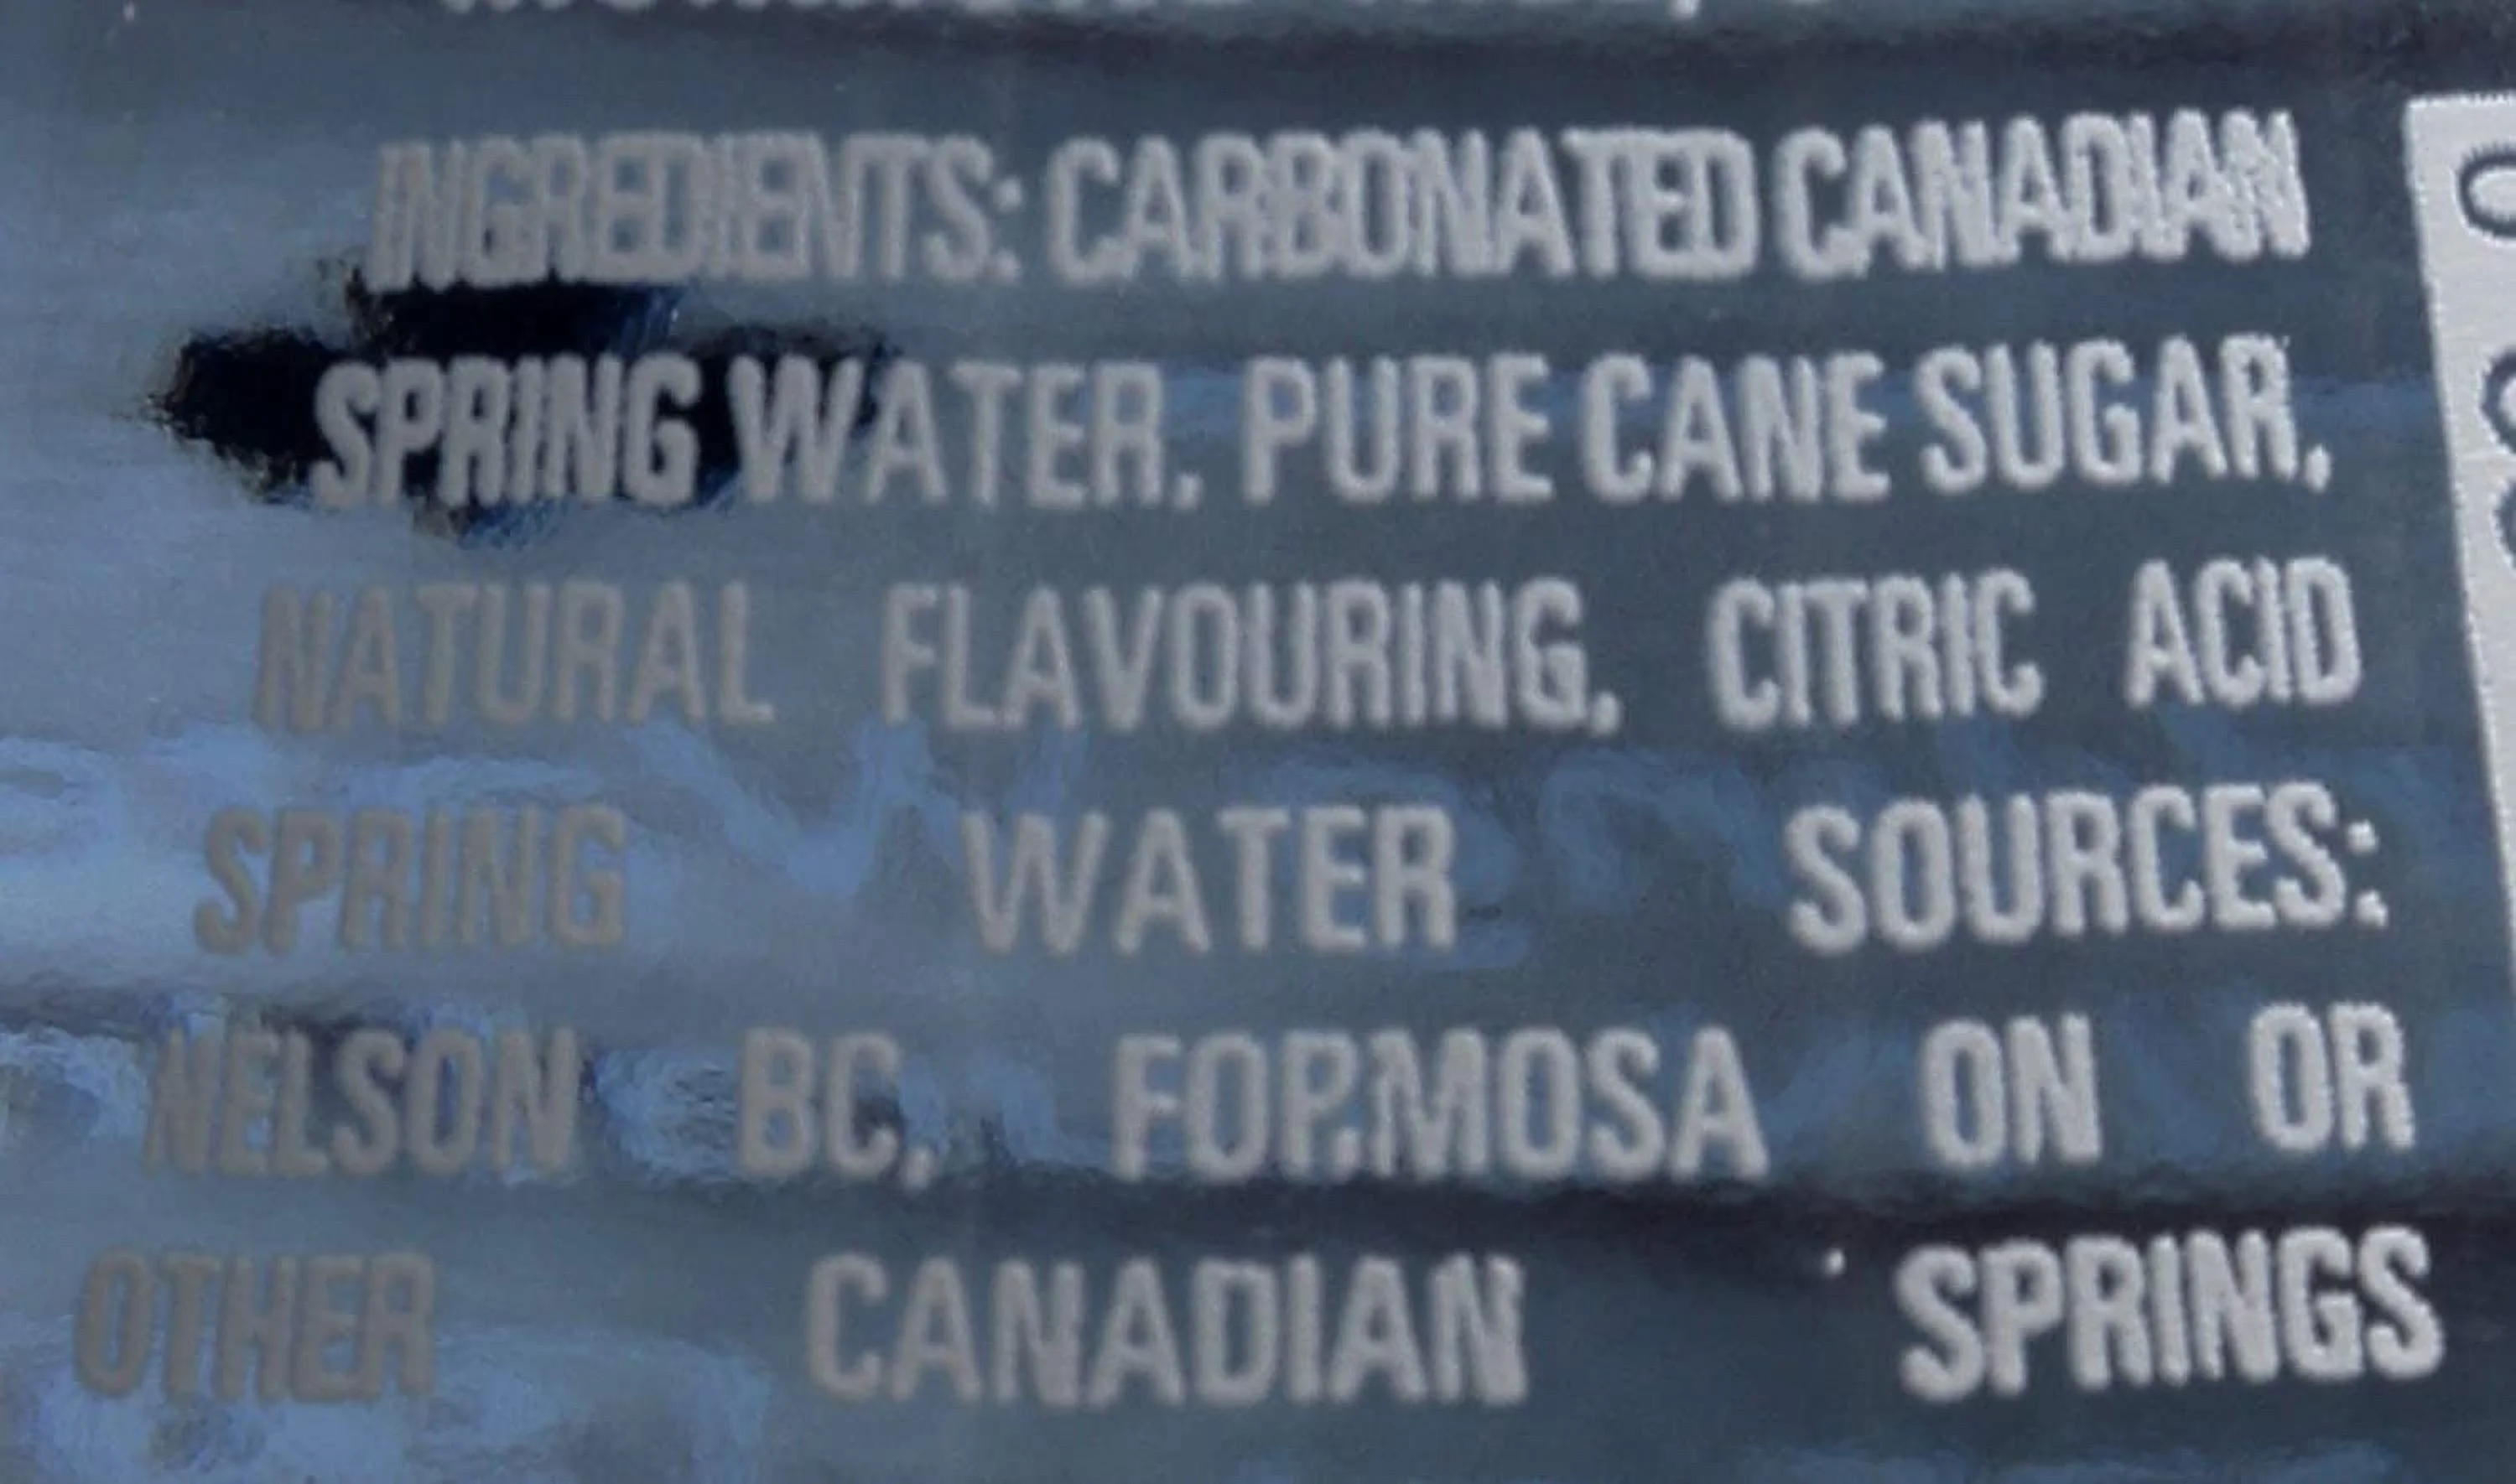 INGREDIENTS: CARBONATED CANADIAN
SPRING WATER, PURE CANE SUGAR,
NATURAL FLAVOURING, CITRIC ACID
SPRING WATER SOURCES:
NELSON BC, FORMOSA ON OR
OTHER CANADIAN SPRINGS